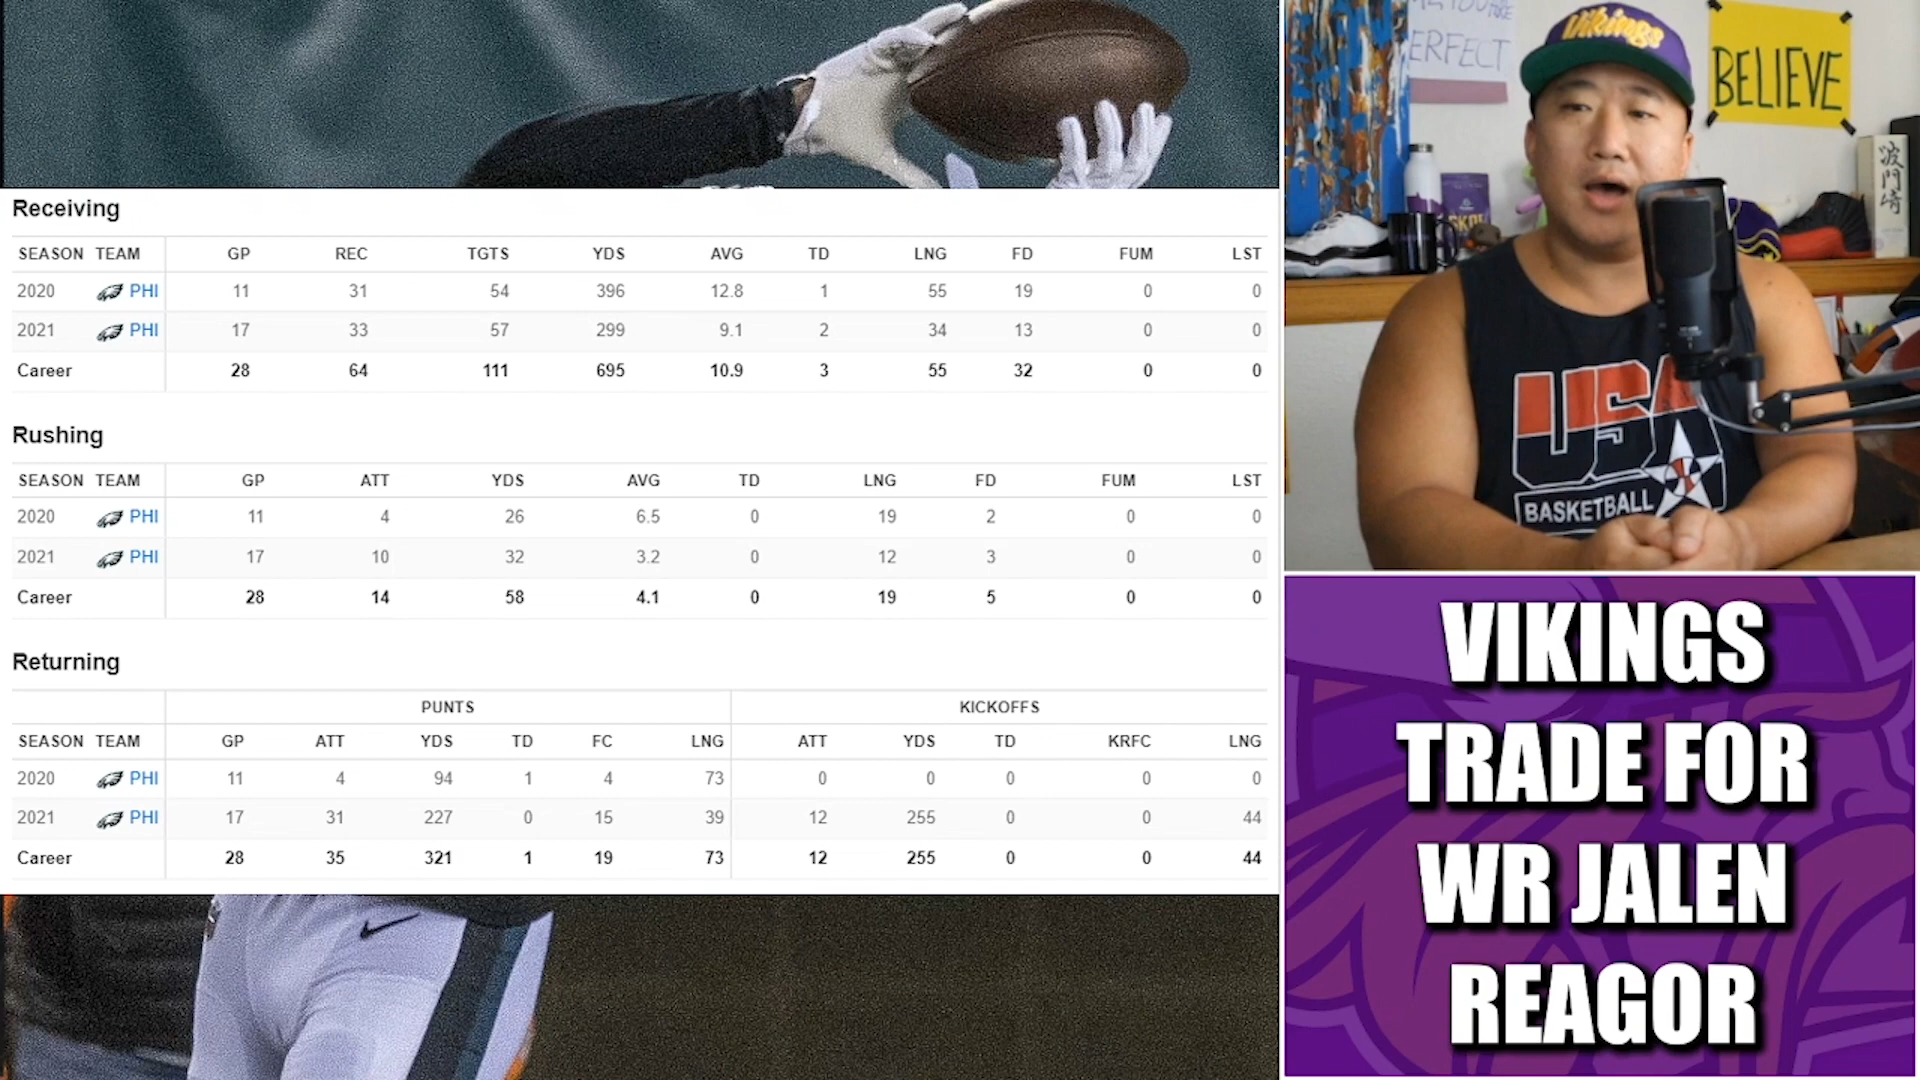 Receiving
SEASON TEAM GP REC TGTS YDS AVG TD LNG FD FUM LST
2020 PHI 11 31 54 396 12.8 1 55 19 0 0
2021 PHI 17 33 57 299 9.1 2 34 13 0 0
Career 28 64 111 695 10.9 3 55 32 0 0
Rushing
SEASON TEAM GP ATT YDS AVG TD LNG FD FUM LST
2020 PHI 11 4 26 6.5 0 19 2 0 0
2021 PHI 17 10 32 3.2 0 12 3 0 0
Career 28 14 58 4.1 0 19 5 0 0
Returning
PUNTS KICKOFFS
SEASON TEAM GP ATT YDS TD FC LNG ATT YDS TD KRFC LNG
2020 PHI 11 4 94 1 4 73 0 0 0 0 0
2021 PHI 17 31 227 0 15 39 12 255 0 0 44
Career 28 35 321 1 19 73 12 255 0 0 44
Vikings
ERFECT
BELIEVE
波
門
崎
USA
BASKETBALL
VIKINGS
TRADE FOR
WR JALEN
REAGOR